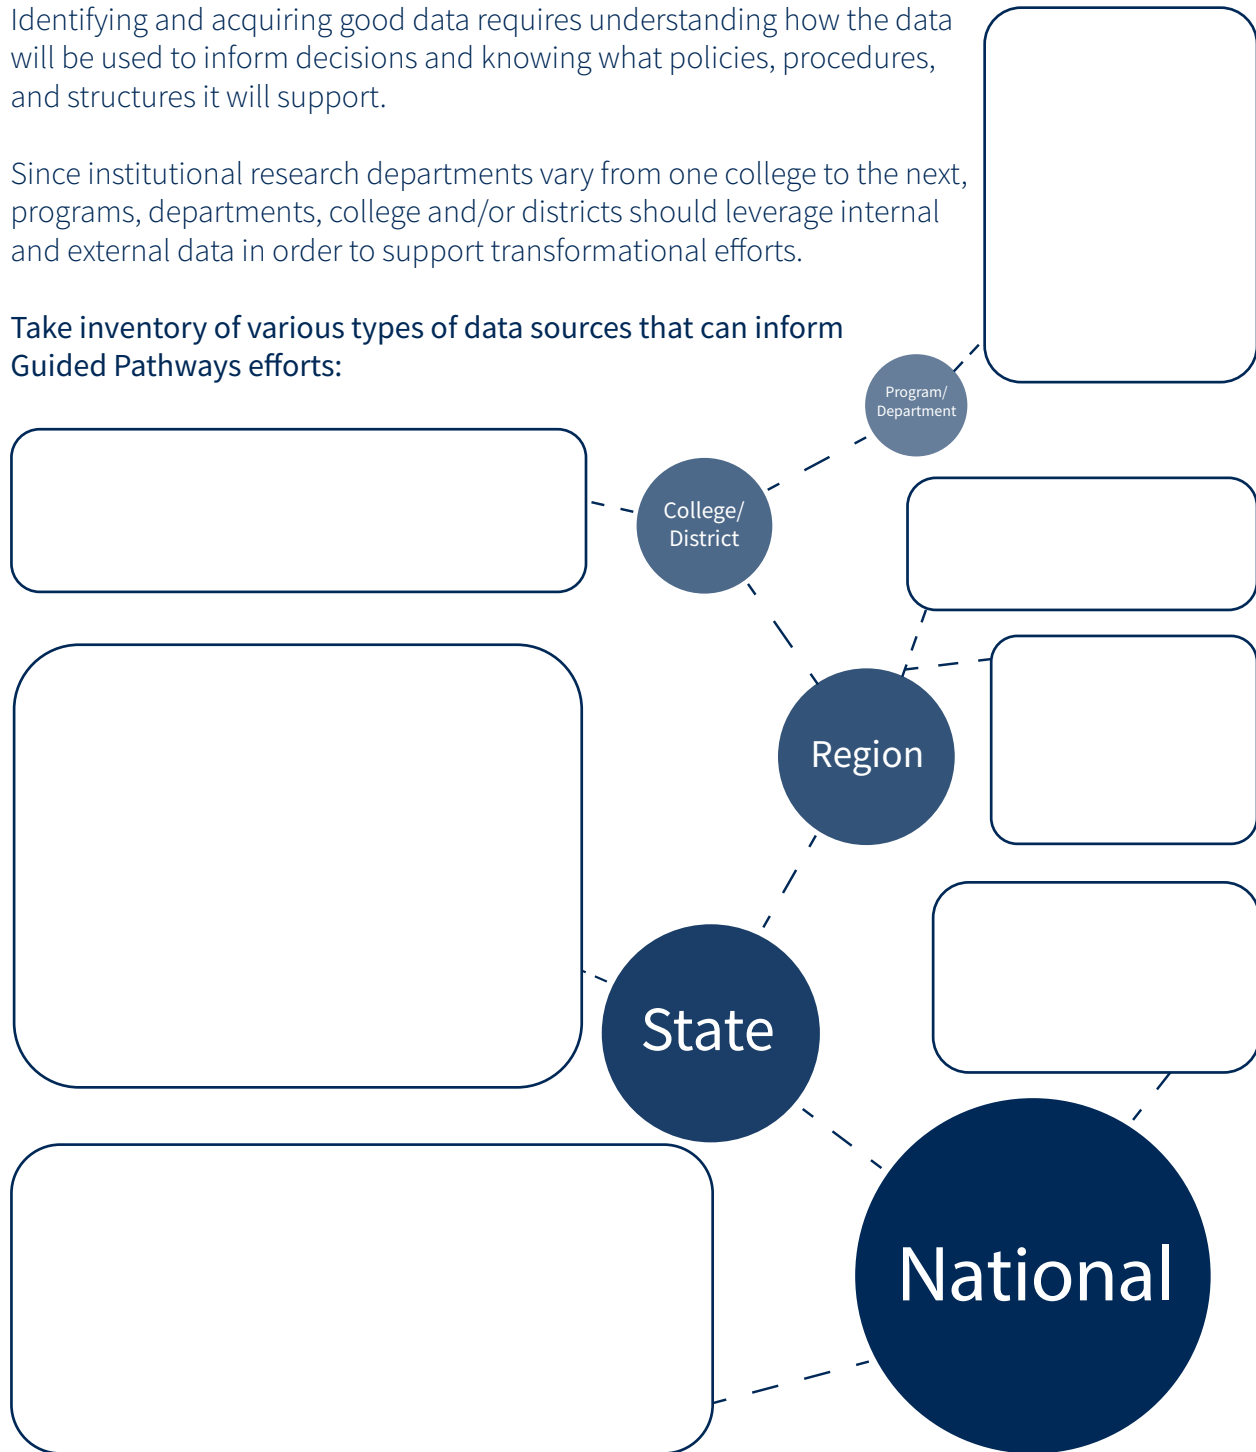 Identifying and acquiring good data requires understanding how the data
will be used to inform decisions and knowing what policies, procedures,
and structures it will support.
Since institutional research departments vary from one college to the next,
programs, departments, college and/or districts should leverage internal
and external data in order to support transformational efforts.
Take inventory of various types of data sources that can inform
Guided Pathways efforts:
Program/
Department
College/
District
Region
State
National